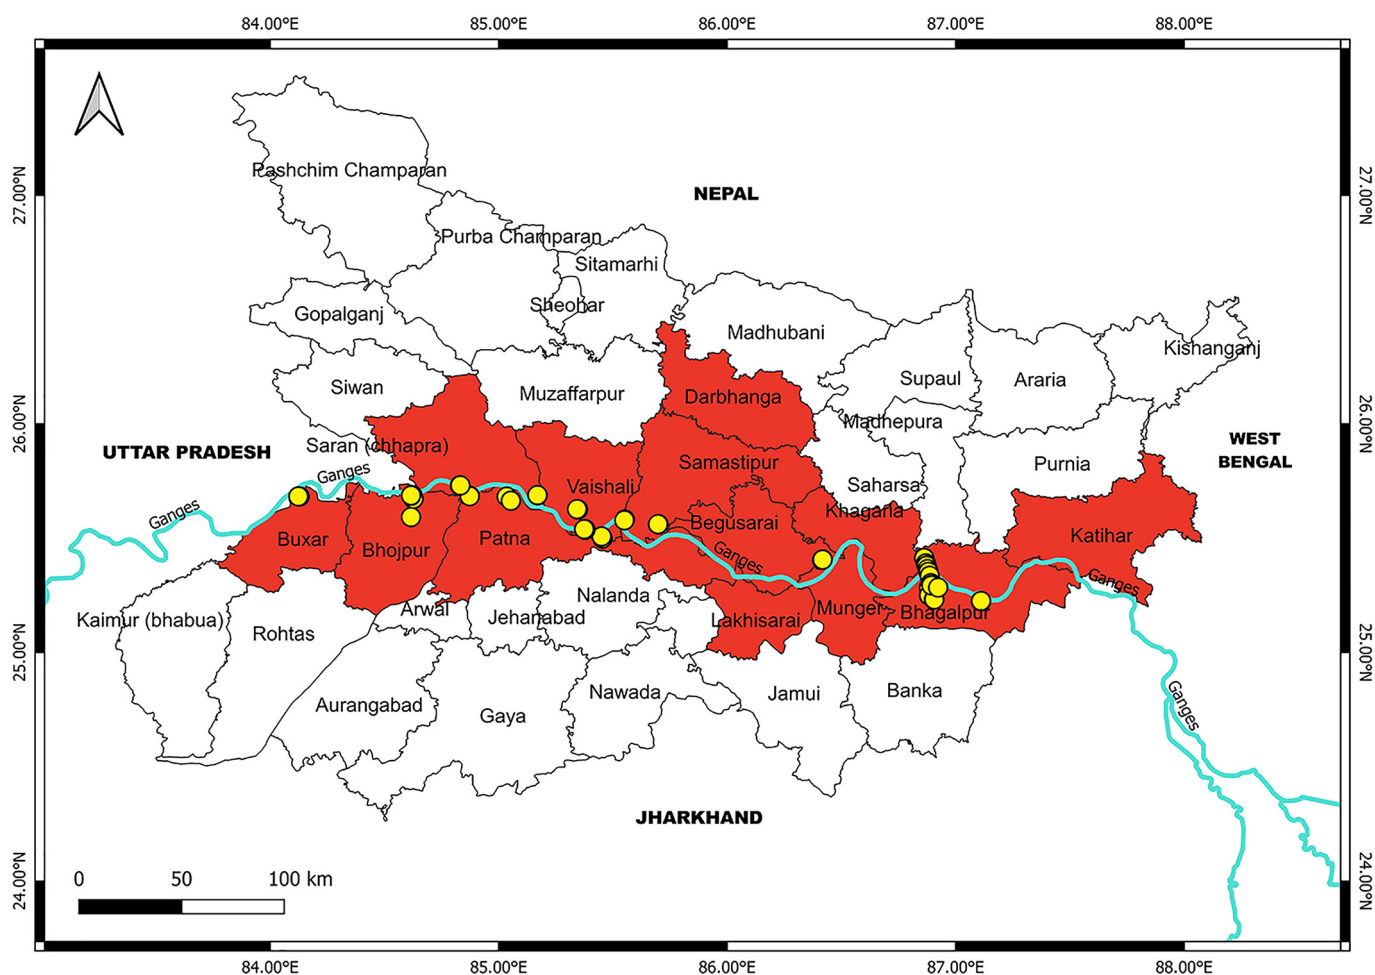 84.00°E 85.00°E 86.00°E 87.00°E 88.00°E
Pashchim Champaran
27.00°N
NEPAL
27.00°N
Purba Champaran
Sitamarhi
Sheohar
Gopalganj
Madhubani
Kishanganj
Siwan
Muzaffarpur
Darbhanga
Supaul
Araria
26.00°N
Madhepura
26.00°N
UTTAR PRADESH
Saran (chhapra)
WEST
BENGAL
Samastipur
Purnia
Ganges
Vaishali
Saharsa
Ganges
Khagaria
Begusarai
Buxar
Bhojpur
Patna
Katihar
Ganges
Ganges
Kaimur (bhabua)
Rohtas
Arwal
Jehanabad
Nalanda
Lakhisarai
Munger
Bhagalpur
25.00°N
25.00°N
Aurangabad
Gaya
Nawada
Jamui
Banka
Ganges
JHARKHAND
24.00°N
0 50 100 km
24.00°N
84.00°E 85.00°E 86.00°E 87.00°E 88.00°E